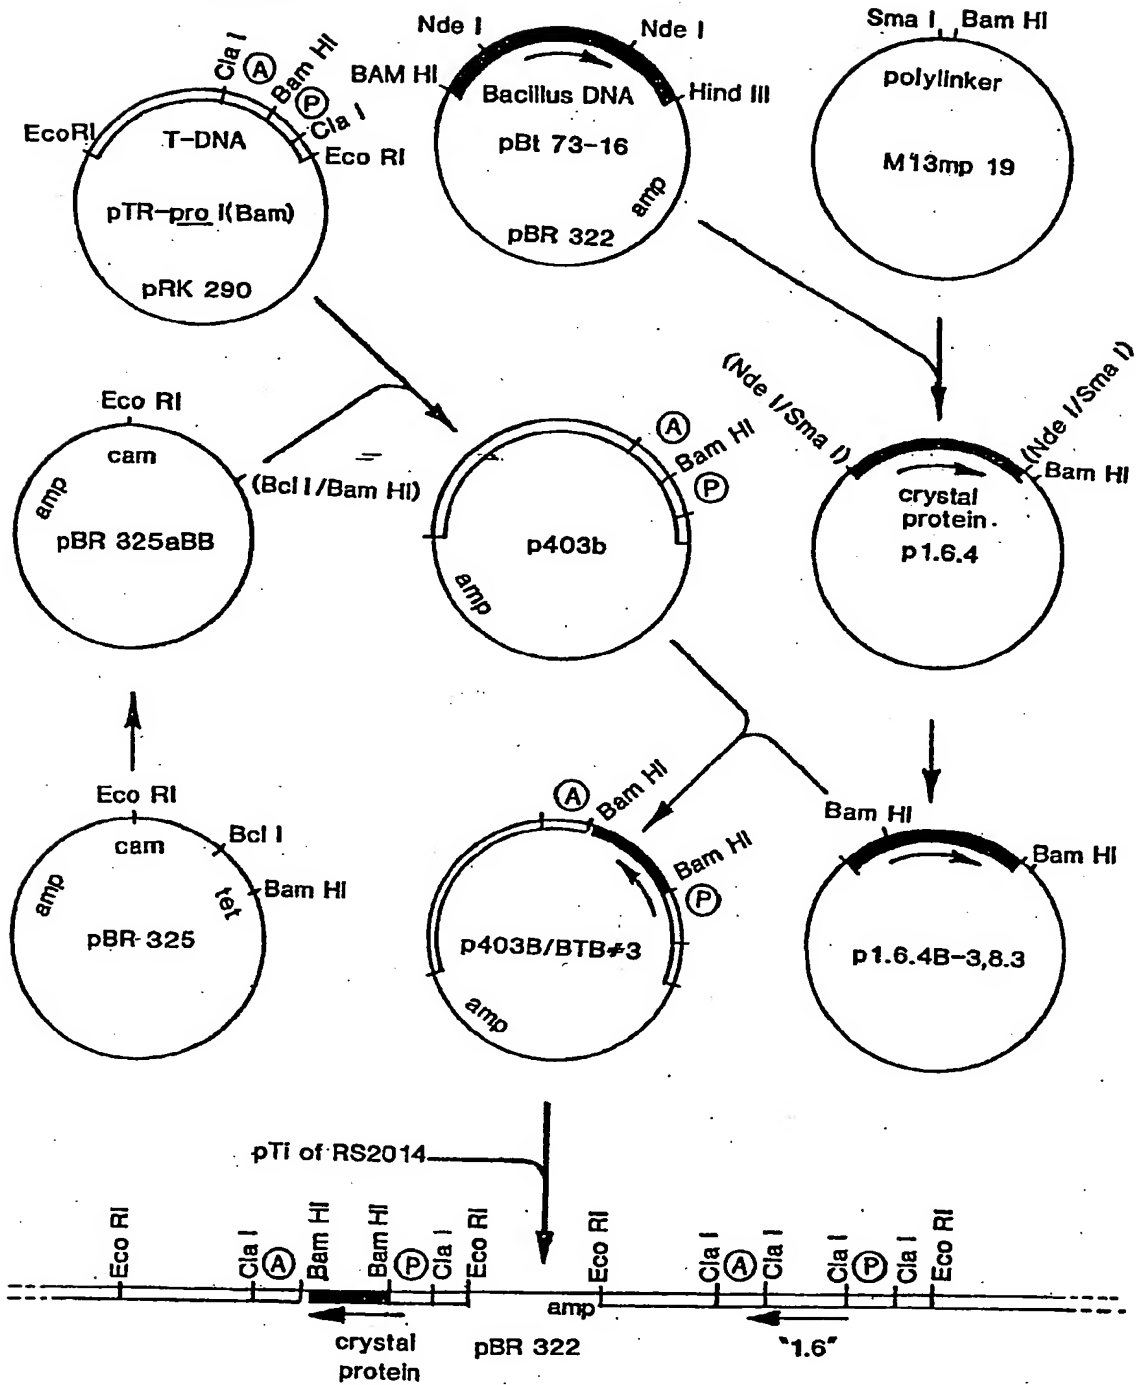 EcoRI
Cla I
A
Bam HI
P
Cla I
Eco RI
T-DNA
pTR-pro I(Bam)
pRK 290
Nde I
Nde I
BAM HI
Hind III
Bacillus DNA
pBt 73-16
amp
pBR 322
Sma I
Bam HI
polylinker
M13mp 19
Eco RI
cam
amp
(Bcl I/Bam HI)
pBR 325aBB
A
Bam HI
P
p403b
amp
(Nde I/Sma I)
(Nde I/Sma I)
Bam HI
crystal
protein
p1.6.4
Eco RI
cam
Bcl I
amp
tet
Bam HI
pBR-325
A
Bam HI
Bam HI
P
p403B/BTB#3
amp
Bam HI
Bam HI
p1.6.4B-3,8.3
pTi of RS2014
Eco RI
Cla I
A
Bam HI
Bam HI
P
Cla I
Eco RI
Eco RI
Cla I
A
Cla I
Cla I
P
Cla I
Eco RI
amp
crystal
protein
pBR 322
"1.6"